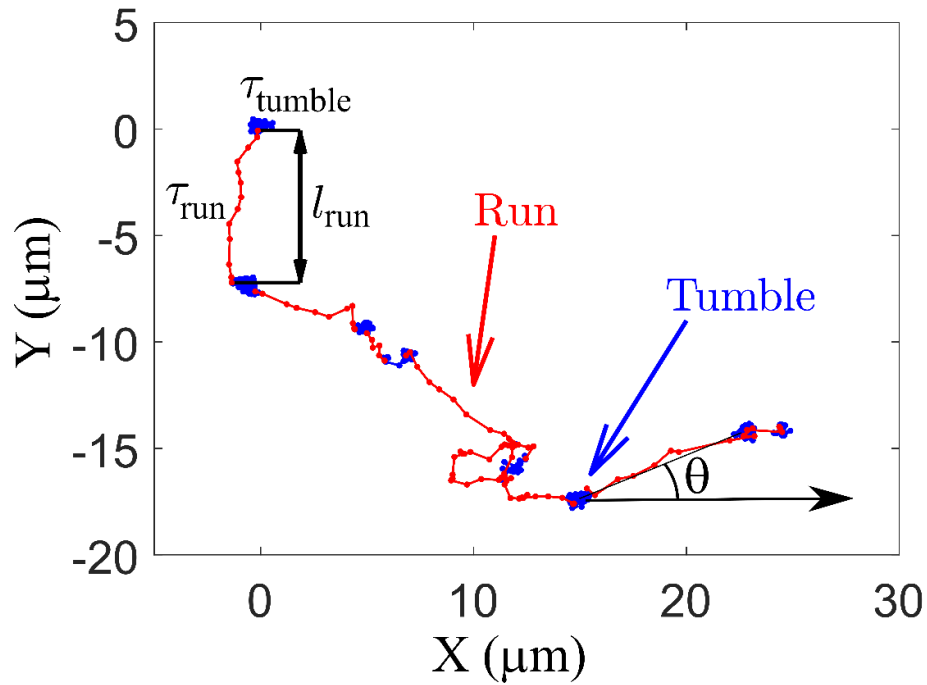 5
0
-5
-10
-15
-20
Y (μm)
τtumble
τrun
lrun
Run
Tumble
θ
0 10 20 30
X (μm)